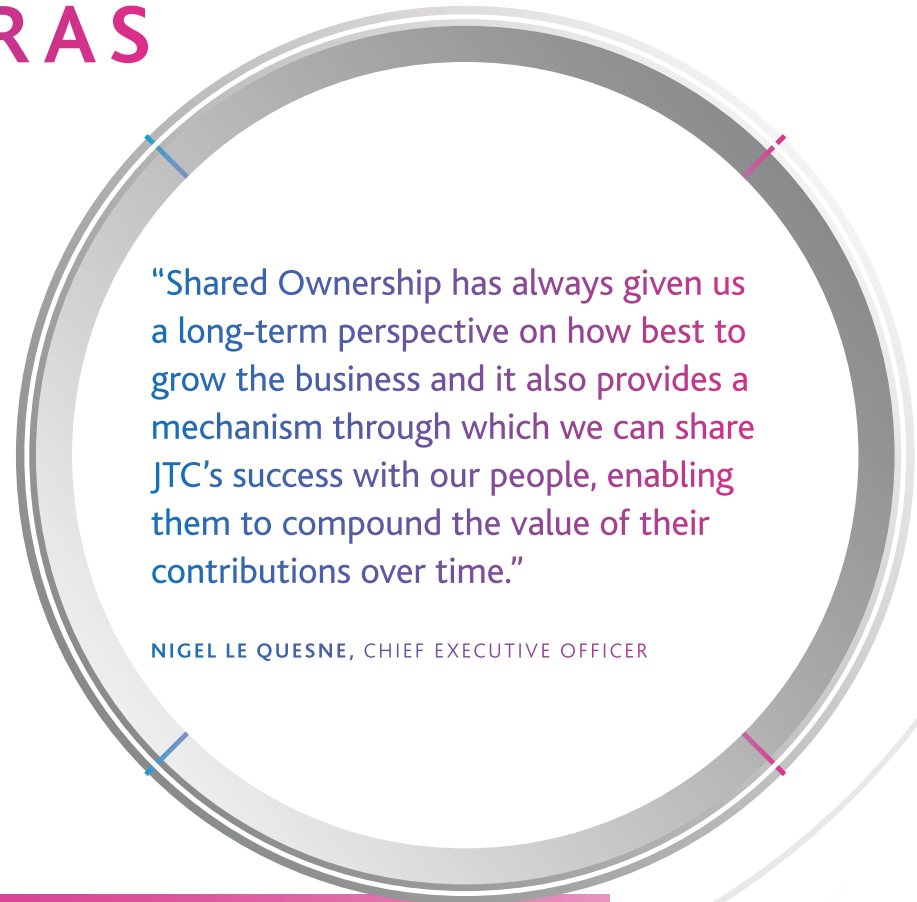 RAS
“Shared Ownership has always given us
a long-term perspective on how best to
grow the business and it also provides a
mechanism through which we can share
JTC’s success with our people, enabling
them to compound the value of their
contributions over time.”
NIGEL LE QUESNE, CHIEF EXECUTIVE OFFICER